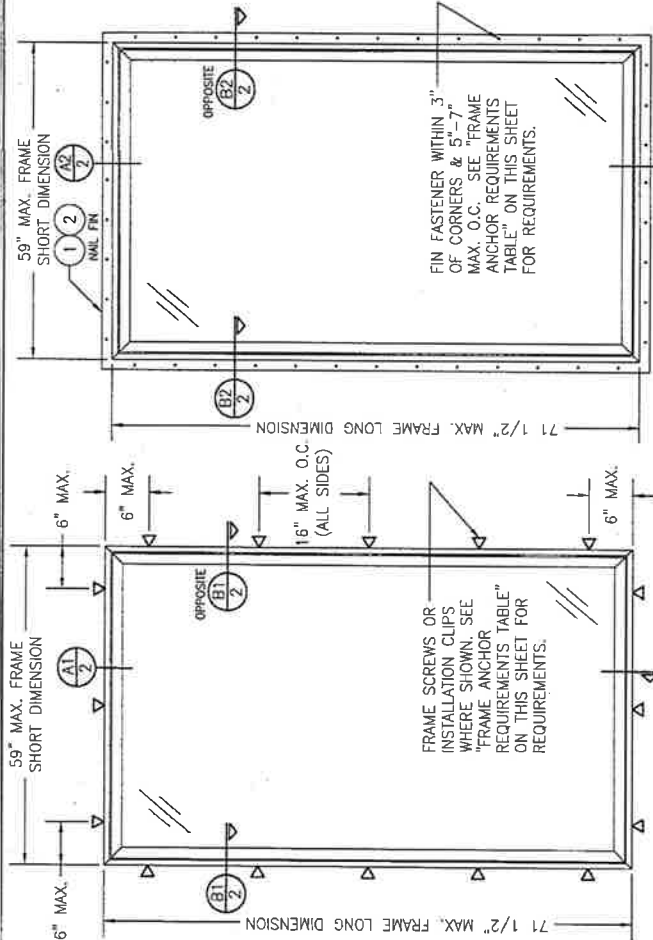 59" MAX. FRAME
SHORT DIMENSION
6" MAX.
6" MAX.
A1
2
6" MAX.
16" MAX. O.C.
(ALL SIDES)
OPPOSITE
B1
2
B1
2
FRAME SCREWS OR
INSTALLATION CLIPS
WHERE SHOWN. SEE
"FRAME ANCHOR
REQUIREMENTS TABLE"
ON THIS SHEET FOR
REQUIREMENTS.
6" MAX.
71 1/2" MAX. FRAME LONG DIMENSION
59" MAX. FRAME
SHORT DIMENSION
1
2
NAIL FIN
A2
2
OPPOSITE
B2
2
B2
2
FIN FASTENER WITHIN 3"
OF CORNERS & 5"-7"
MAX. O.C. SEE "FRAME
ANCHOR REQUIREMENTS
TABLE" ON THIS SHEET
FOR REQUIREMENTS.
71 1/2" MAX. FRAME LONG DIMENSION